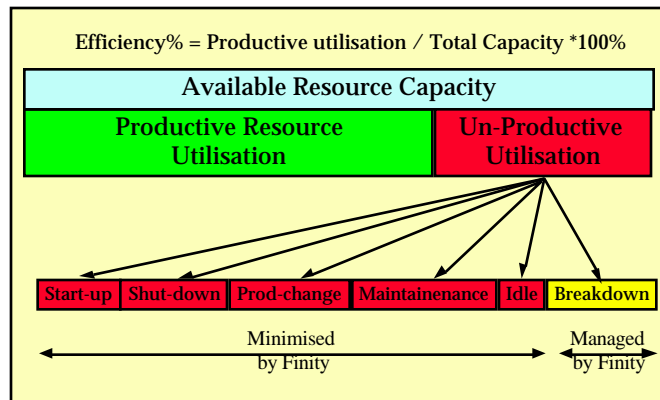 Efficiency% = Productive utilisation / Total Capacity *100%
Available Resource Capacity
Productive Resource
Utilisation
Un-Productive
Utilisation
Start-up
Shut-down
Prod-change
Maintainenance
Idle
Breakdown
Minimised
by Finity
Managed
by Finity